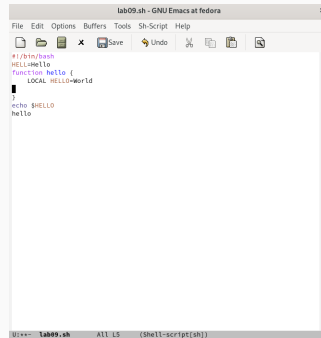 lab09.sh - GNU Emacs at fedora
File Edit Options Buffers Tools Sh-Script Help
Save Undo
#!/bin/bash
HELL=Hello
function hello {
    LOCAL HELLO=World
}
echo $HELLO
hello
U:**- lab09.sh All L5 (Shell-script[sh])